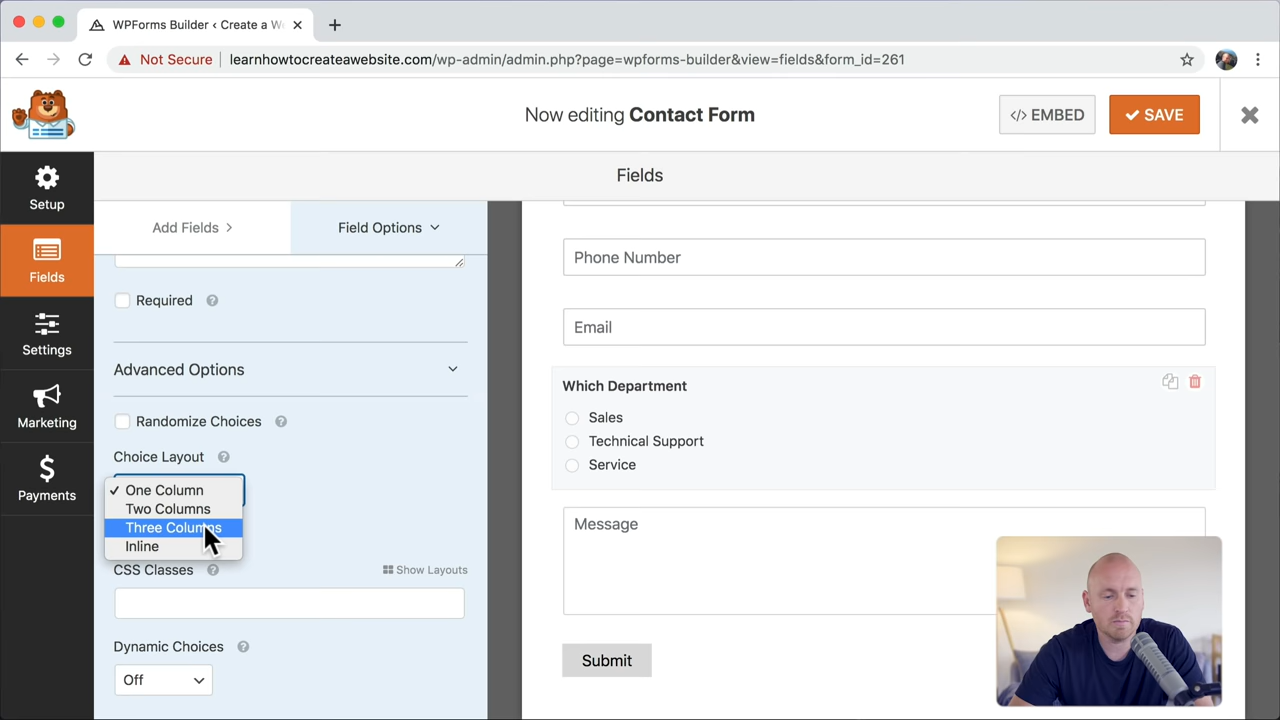 WPForms Builder ‹ Create a W
Not Secure | learnhowtocreateawebsite.com/wp-admin/admin.php?page=wpforms-builder&view=fields&form_id=261
Now editing Contact Form
</> EMBED
SAVE
Setup
Fields
Settings
Marketing
Payments
Fields
Add Fields
Field Options
Required
Advanced Options
Randomize Choices
Choice Layout
One Column
Two Columns
Three Columns
Inline
CSS Classes
Show Layouts
Dynamic Choices
Off
Phone Number
Email
Which Department
Sales
Technical Support
Service
Message
Submit